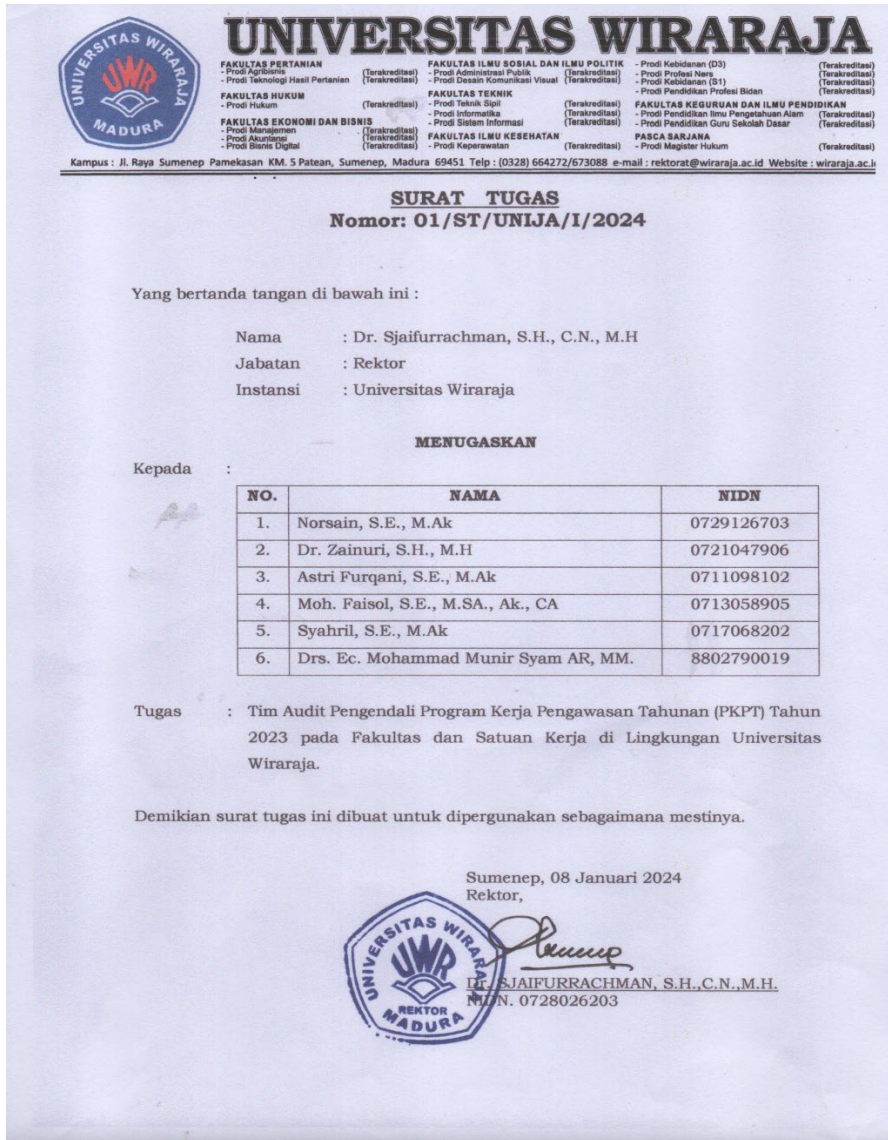 UNIVERSITAS WIRARAJA
UNIVERSITAS WIRARAJA
UWR
MADURA
FAKULTAS PERTANIAN
- Prodi Agribisnis (Terakreditasi)
- Prodi Teknologi Hasil Pertanian (Terakreditasi)
FAKULTAS HUKUM
- Prodi Hukum (Terakreditasi)
FAKULTAS EKONOMI DAN BISNIS
- Prodi Manajemen (Terakreditasi)
- Prodi Akuntansi (Terakreditasi)
- Prodi Bisnis Digital (Terakreditasi)
FAKULTAS ILMU SOSIAL DAN ILMU POLITIK
- Prodi Administrasi Publik (Terakreditasi)
- Prodi Desain Komunikasi Visual (Terakreditasi)
FAKULTAS TEKNIK
- Prodi Teknik Sipil (Terakreditasi)
- Prodi Informatika (Terakreditasi)
- Prodi Sistem Informasi (Terakreditasi)
FAKULTAS ILMU KESEHATAN
- Prodi Keperawatan (Terakreditasi)
- Prodi Kebidanan (D3) (Terakreditasi)
- Prodi Profesi Ners (Terakreditasi)
- Prodi Kebidanan (S1) (Terakreditasi)
- Prodi Pendidikan Profesi Bidan (Terakreditasi)
FAKULTAS KEGURUAN DAN ILMU PENDIDIKAN
- Prodi Pendidikan Ilmu Pengetahuan Alam (Terakreditasi)
- Prodi Pendidikan Guru Sekolah Dasar (Terakreditasi)
PASCA SARJANA
- Prodi Magister Hukum (Terakreditasi)
Kampus : Jl. Raya Sumenep Pamekasan KM. 5 Patean, Sumenep, Madura 69451 Telp : (0328) 664272/673088 e-mail : rektorat@wiraraja.ac.id Website : wiraraja.ac.i
SURAT TUGAS
Nomor: 01/ST/UNIJA/I/2024
Yang bertanda tangan di bawah ini :
Nama : Dr. Sjaifurrachman, S.H., C.N., M.H
Jabatan : Rektor
Instansi : Universitas Wiraraja
MENUGASKAN
Kepada :
NO. NAMA NIDN
1. Norsain, S.E., M.Ak 0729126703
2. Dr. Zainuri, S.H., M.H 0721047906
3. Astri Furqani, S.E., M.Ak 0711098102
4. Moh. Faisol, S.E., M.SA., Ak., CA 0713058905
5. Syahril, S.E., M.Ak 0717068202
6. Drs. Ec. Mohammad Munir Syam AR, MM. 8802790019
Tugas : Tim Audit Pengendali Program Kerja Pengawasan Tahunan (PKPT) Tahun
2023 pada Fakultas dan Satuan Kerja di Lingkungan Universitas
Wiraraja.
Demikian surat tugas ini dibuat untuk dipergunakan sebagaimana mestinya.
Sumenep, 08 Januari 2024
Rektor,
UNIVERSITAS WIRARAJA
UWR
REKTOR
MADURA
Dr. SJAIFURRACHMAN, S.H.,C.N.,M.H.
NIDN. 0728026203